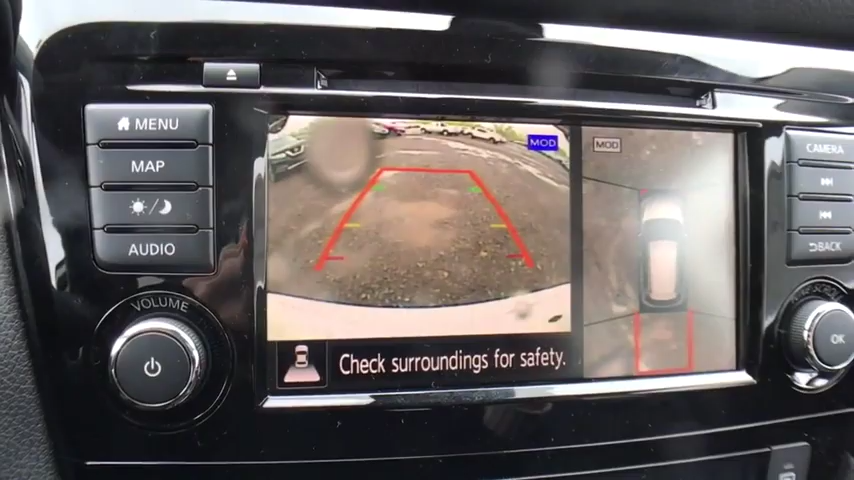 MENU
MAP
AUDIO
VOLUME
MOD
MOD
Check surroundings for safety.
CAMERA
BACK
OK